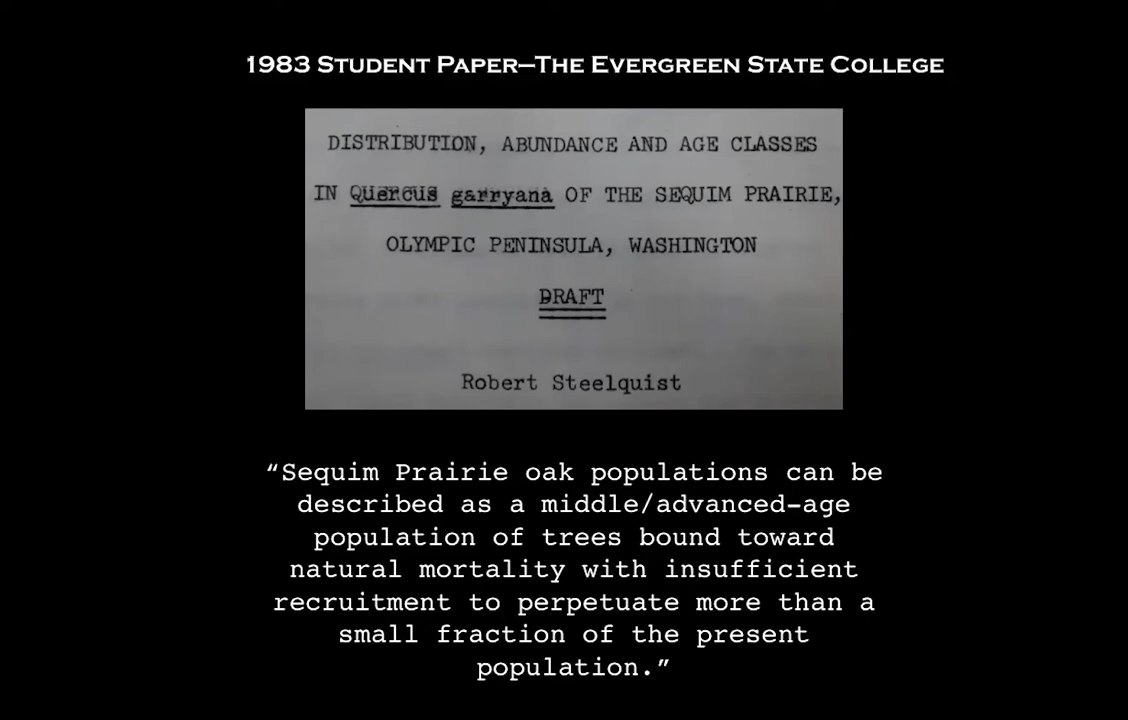 1983 Student Paper—The Evergreen State College
DISTRIBUTION, ABUNDANCE AND AGE CLASSES
IN Quercus garryana OF THE SEQUIM PRAIRIE,
OLYMPIC PENINSULA, WASHINGTON
DRAFT
Robert Steelquist
“Sequim Prairie oak populations can be
described as a middle/advanced-age
population of trees bound toward
natural mortality with insufficient
recruitment to perpetuate more than a
small fraction of the present
population.”